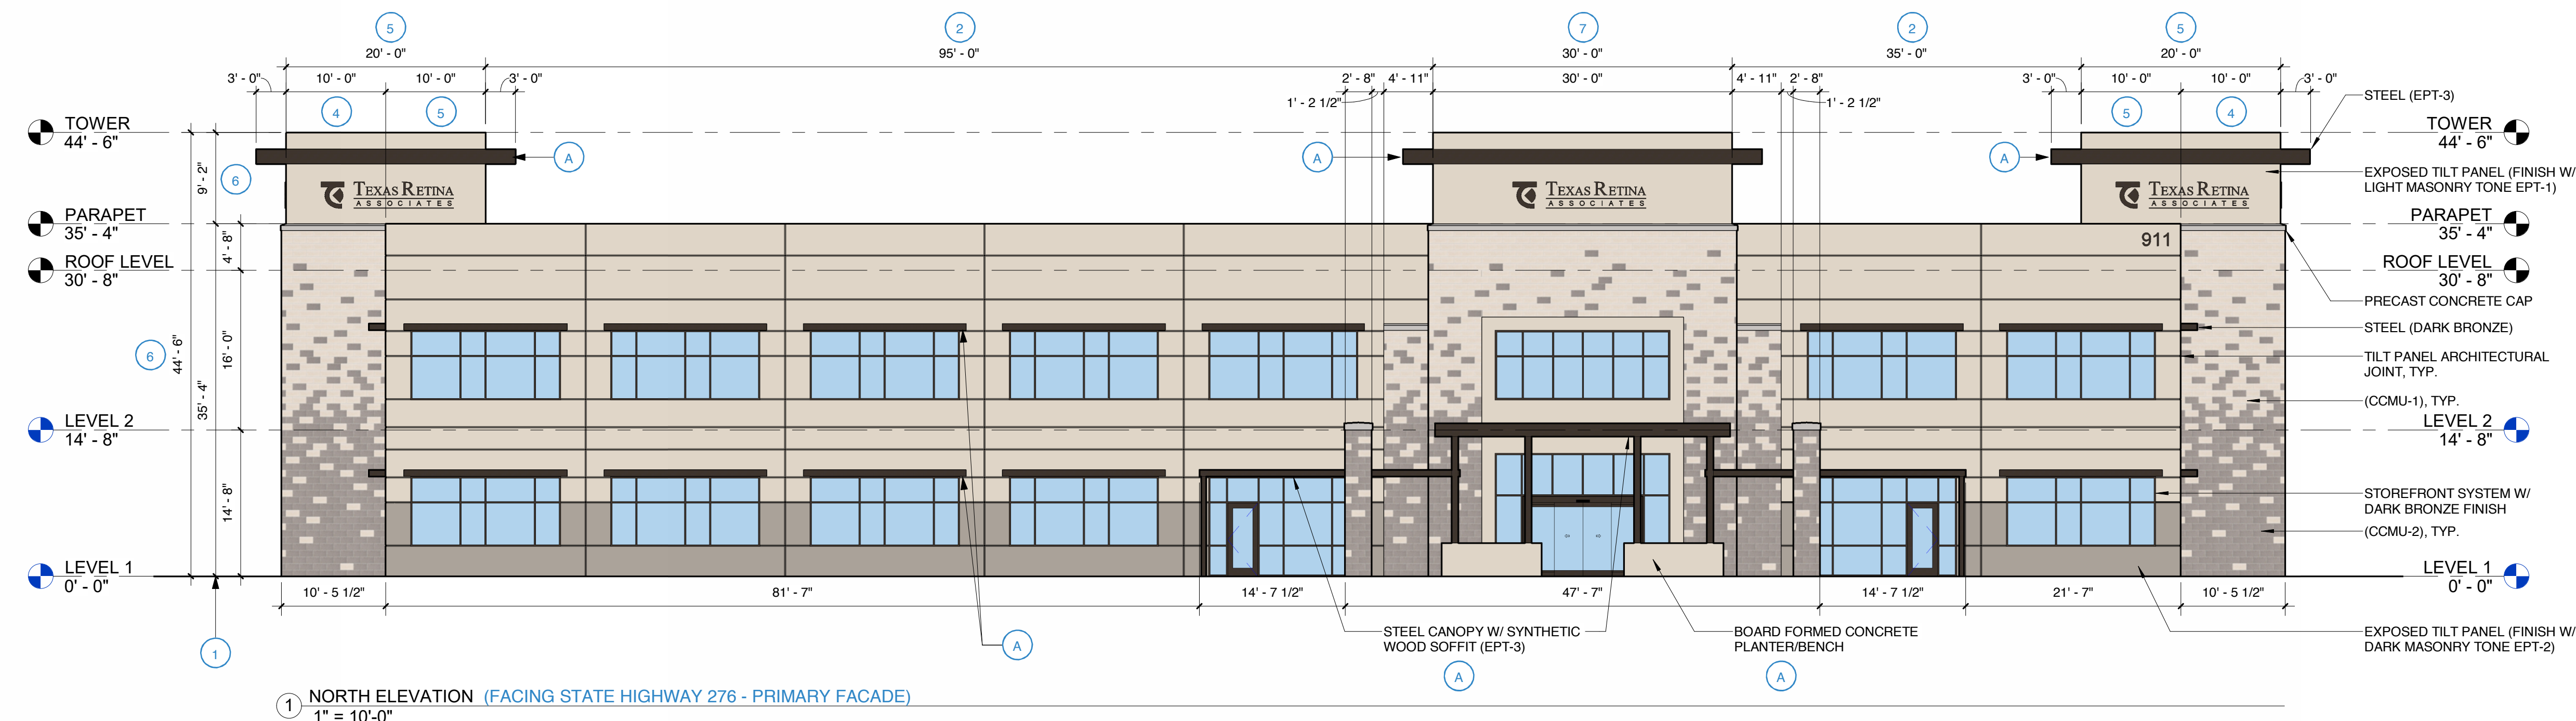 5
2
7
2
5
20' - 0"
95' - 0"
30' - 0"
35' - 0"
20' - 0"
3' - 0"
10' - 0"
10' - 0"
3' - 0"
2' - 8"
4' - 11"
30' - 0"
4' - 11"
2' - 8"
3' - 0"
10' - 0"
10' - 0"
3' - 0"
1' - 2 1/2"
1' - 2 1/2"
4
5
5
4
STEEL (EPT-3)
TOWER
44' - 6"
TOWER
44' - 6"
A
A
A
9' - 2"
6
EXPOSED TILT PANEL (FINISH W/
LIGHT MASONRY TONE EPT-1)
TEXAS RETINA
ASSOCIATES
TEXAS RETINA
ASSOCIATES
TEXAS RETINA
ASSOCIATES
PARAPET
35' - 4"
PARAPET
35' - 4"
4' - 8"
911
ROOF LEVEL
30' - 8"
ROOF LEVEL
30' - 8"
PRECAST CONCRETE CAP
STEEL (DARK BRONZE)
6
44' - 6"
35' - 4"
16' - 0"
TILT PANEL ARCHITECTURAL
JOINT, TYP.
(CCMU-1), TYP.
LEVEL 2
14' - 8"
LEVEL 2
14' - 8"
14' - 8"
STOREFRONT SYSTEM W/
DARK BRONZE FINISH
(CCMU-2), TYP.
LEVEL 1
0' - 0"
LEVEL 1
0' - 0"
10' - 5 1/2"
81' - 7"
14' - 7 1/2"
47' - 7"
14' - 7 1/2"
21' - 7"
10' - 5 1/2"
1
A
STEEL CANOPY W/ SYNTHETIC
WOOD SOFFIT (EPT-3)
BOARD FORMED CONCRETE
PLANTER/BENCH
EXPOSED TILT PANEL (FINISH W/
DARK MASONRY TONE EPT-2)
A
A
1 NORTH ELEVATION (FACING STATE HIGHWAY 276 - PRIMARY FACADE)
1" = 10'-0"